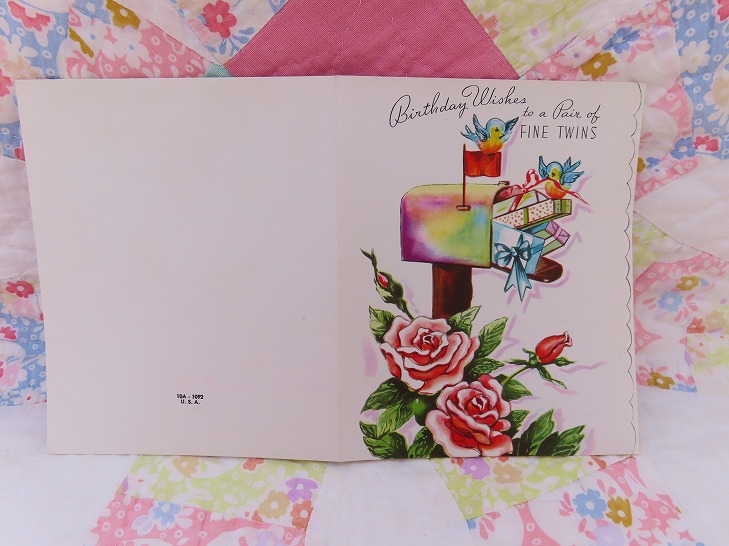 Birthday Wishes
to a Pair of
FINE TWINS
10A - 1092
U. S. A.